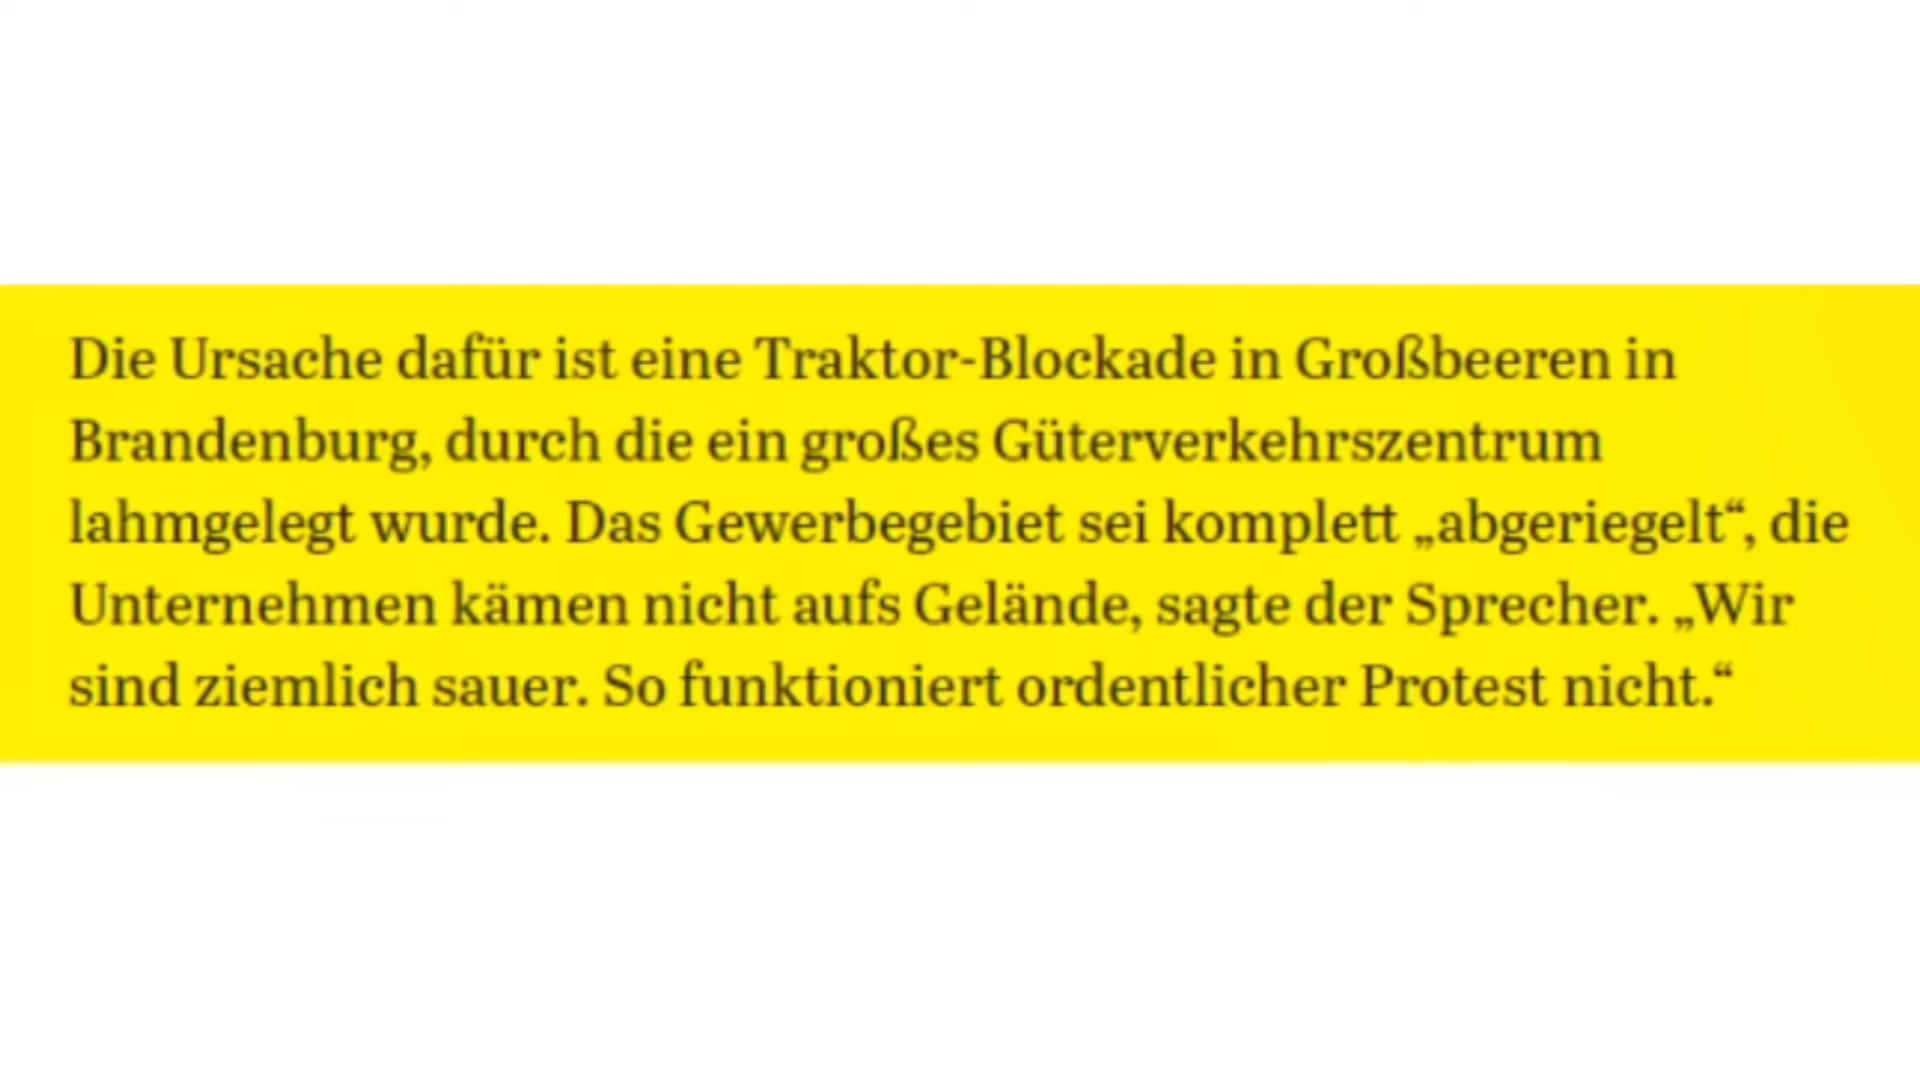 Die Ursache dafür ist eine Traktor-Blockade in Großbeeren in
Brandenburg, durch die ein großes Güterverkehrszentrum
lahmgelegt wurde. Das Gewerbegebiet sei komplett „abgeriegelt“, die
Unternehmen kämen nicht aufs Gelände, sagte der Sprecher. „Wir
sind ziemlich sauer. So funktioniert ordentlicher Protest nicht.“